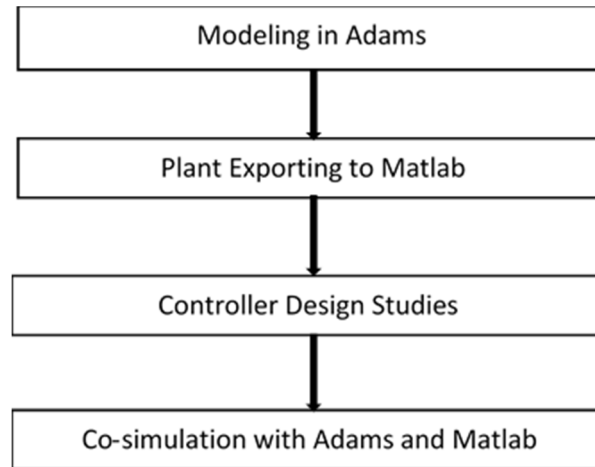 Modeling in Adams
Plant Exporting to Matlab
Controller Design Studies
Co-simulation with Adams and Matlab